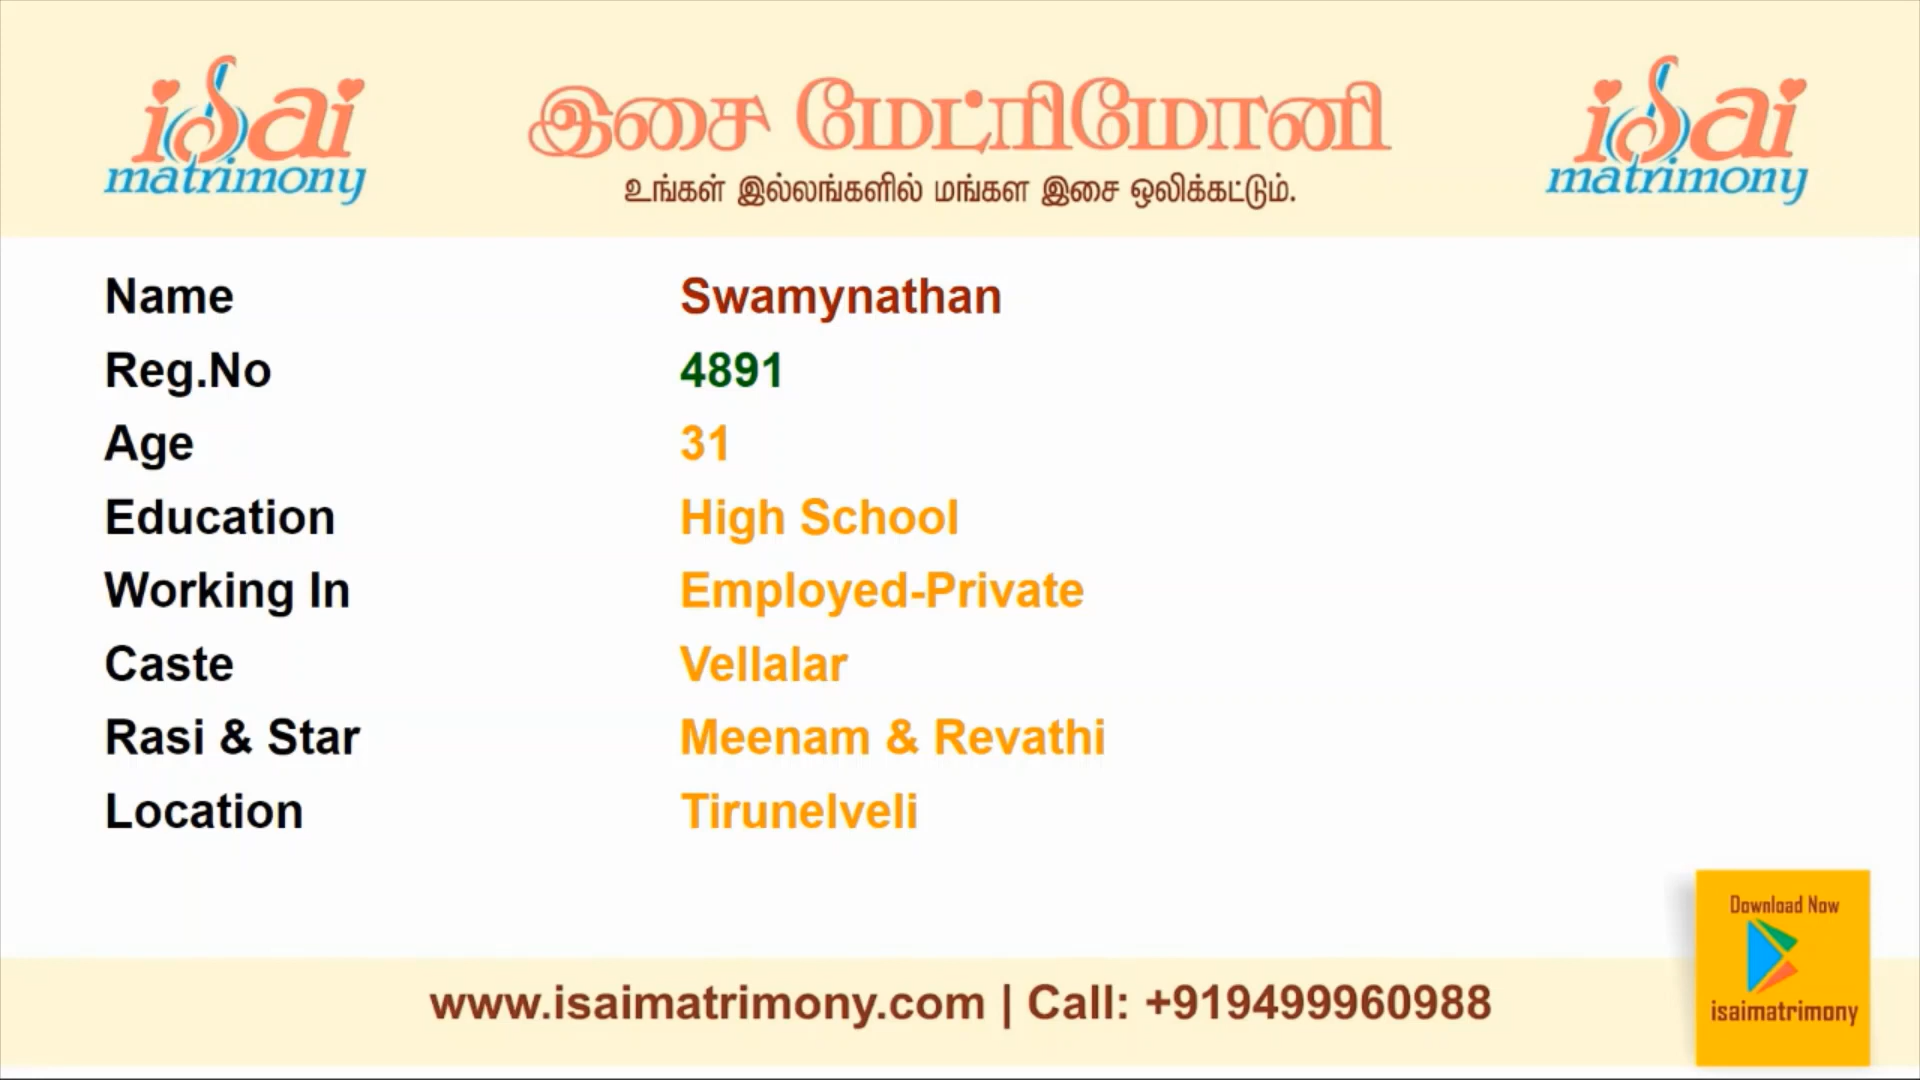 isai
matrimony
இசை மேட்ரிமோனி
உங்கள் இல்லங்களில் மங்கள இசை ஒலிக்கட்டும்.
isai
matrimony
Name Swamynathan
Reg.No 4891
Age 31
Education High School
Working In Employed-Private
Caste Vellalar
Rasi & Star Meenam & Revathi
Location Tirunelveli
Download Now
isaimatrimony
www.isaimatrimony.com | Call: +919499960988